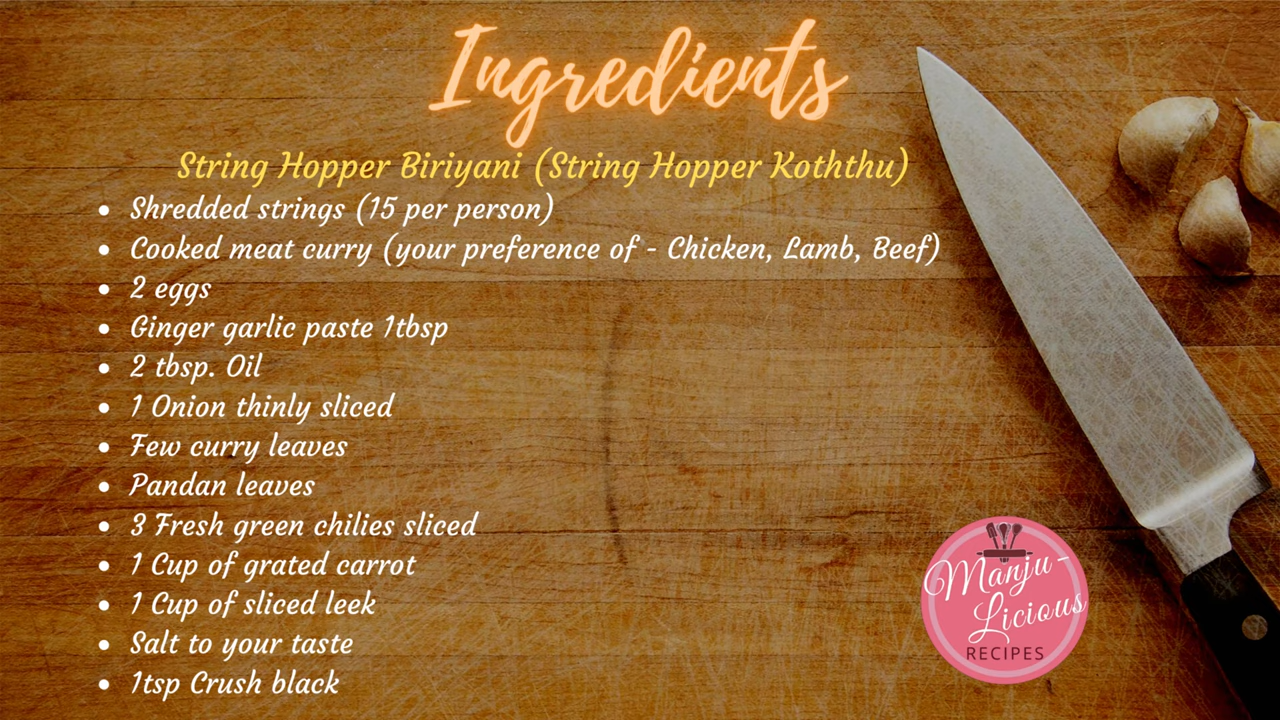 Ingredients
String Hopper Biriyani (String Hopper Koththu)
• Shredded strings (15 per person)
• Cooked meat curry (your preference of - Chicken, Lamb, Beef)
• 2 eggs
• Ginger garlic paste 1tbsp
• 2 tbsp. Oil
• 1 Onion thinly sliced
• Few curry leaves
• Pandan leaves
• 3 Fresh green chilies sliced
• 1 Cup of grated carrot
• 1 Cup of sliced leek
• Salt to your taste
• 1tsp Crush black
Manju-
Licious
RECIPES